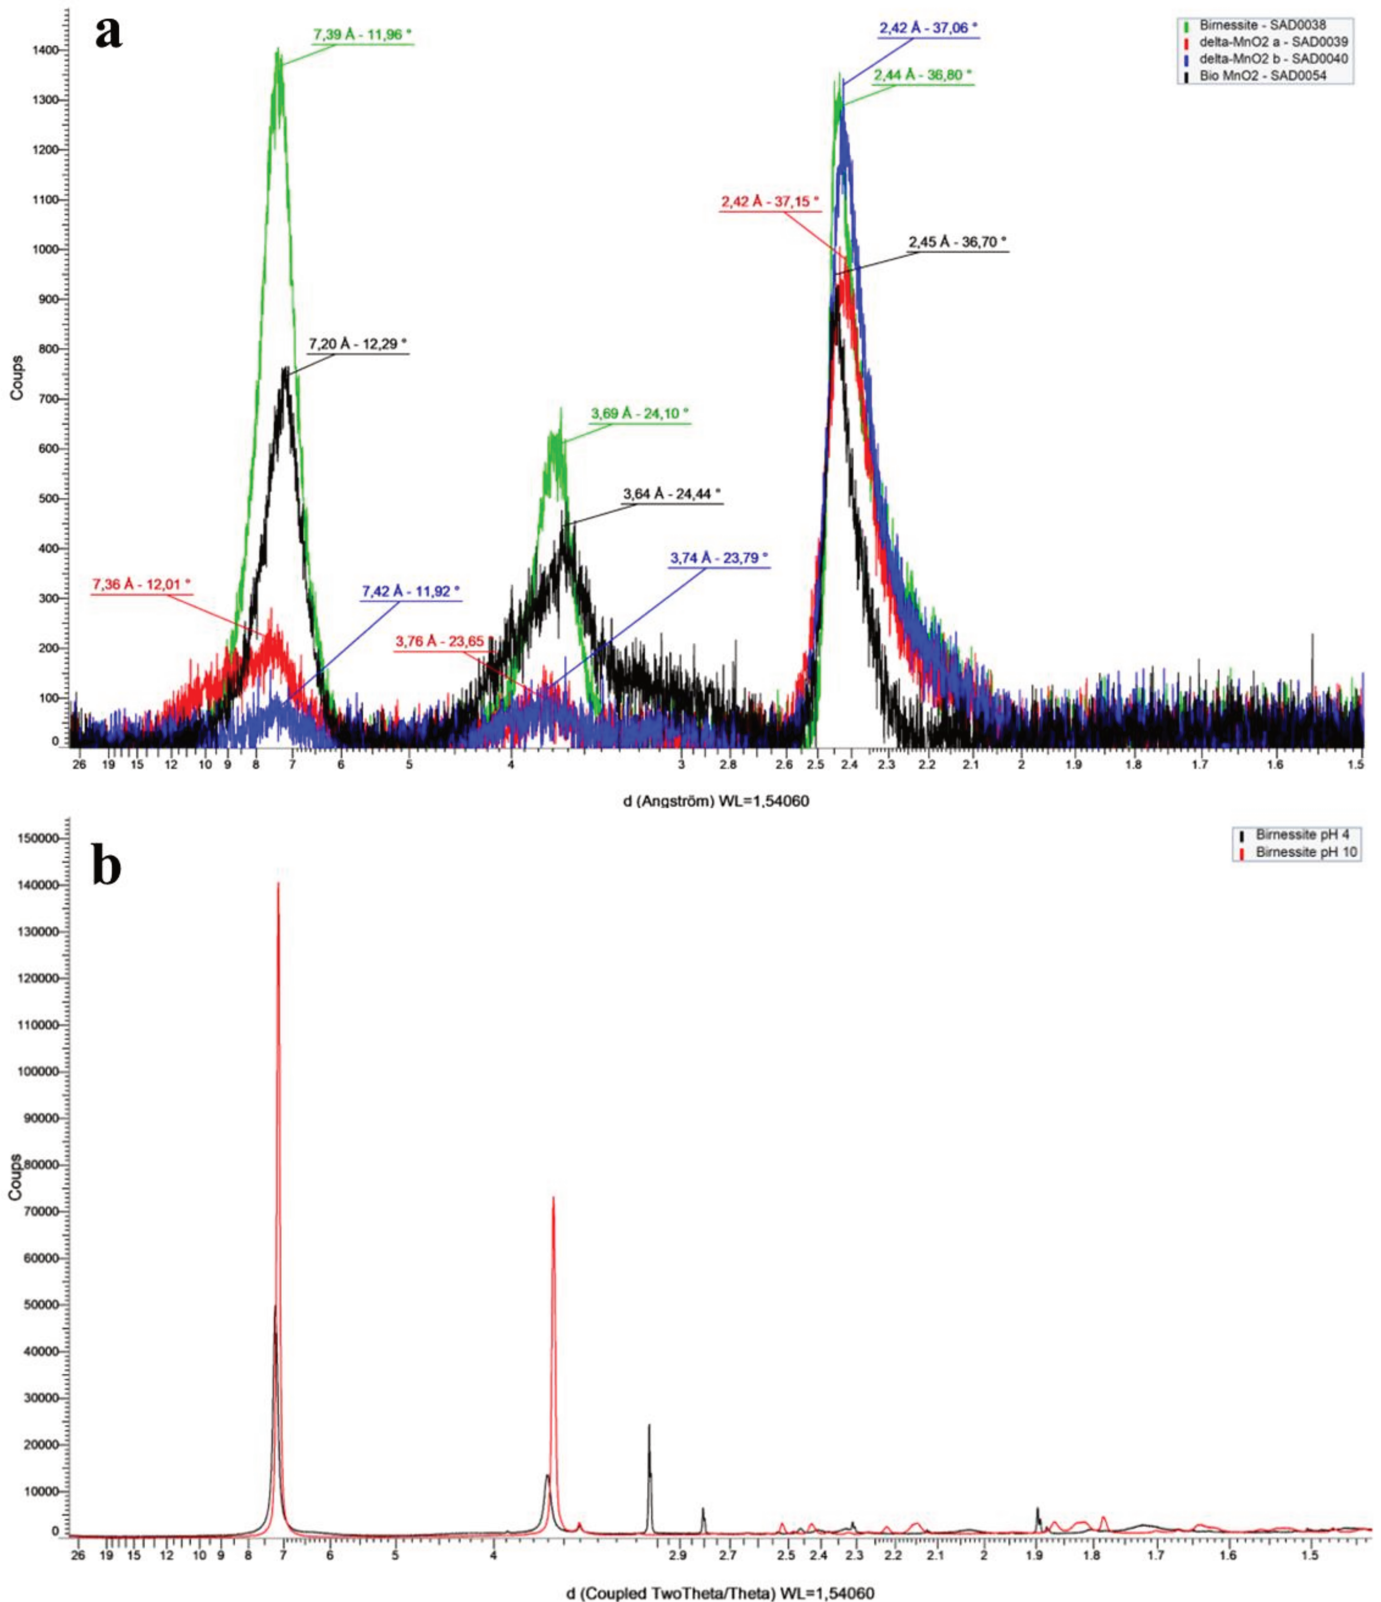 a
7,39 Å - 11,96 °
2,42 Å - 37,06 °
2,44 Å - 36,80 °
Birnessite - SAD0038
delta-MnO2 a - SAD0039
delta-MnO2 b - SAD0040
Bio MnO2 - SAD0054
2,42 Å - 37,15 °
2,45 Å - 36,70 °
7,20 Å - 12,29 °
3,69 Å - 24,10 °
3,64 Å - 24,44 °
7,36 Å - 12,01 °
7,42 Å - 11,92 °
3,74 Å - 23,79 °
3,76 Å - 23,65 °
Coups
1400
1300
1200
1100
1000
900
800
700
600
500
400
300
200
100
0
26 19 15 12 10 9 8 7 6 5 4 3 2.8 2.6 2.5 2.4 2.3 2.2 2.1 2 1.9 1.8 1.7 1.6 1.5
d (Angström) WL=1,54060
b
Birnessite pH 4
Birnessite pH 10
Coups
150000
140000
130000
120000
110000
100000
90000
80000
70000
60000
50000
40000
30000
20000
10000
0
26 19 15 12 10 9 8 7 6 5 4 2.9 2.7 2.5 2.4 2.3 2.2 2.1 2 1.9 1.8 1.7 1.6 1.5
d (Coupled TwoTheta/Theta) WL=1,54060